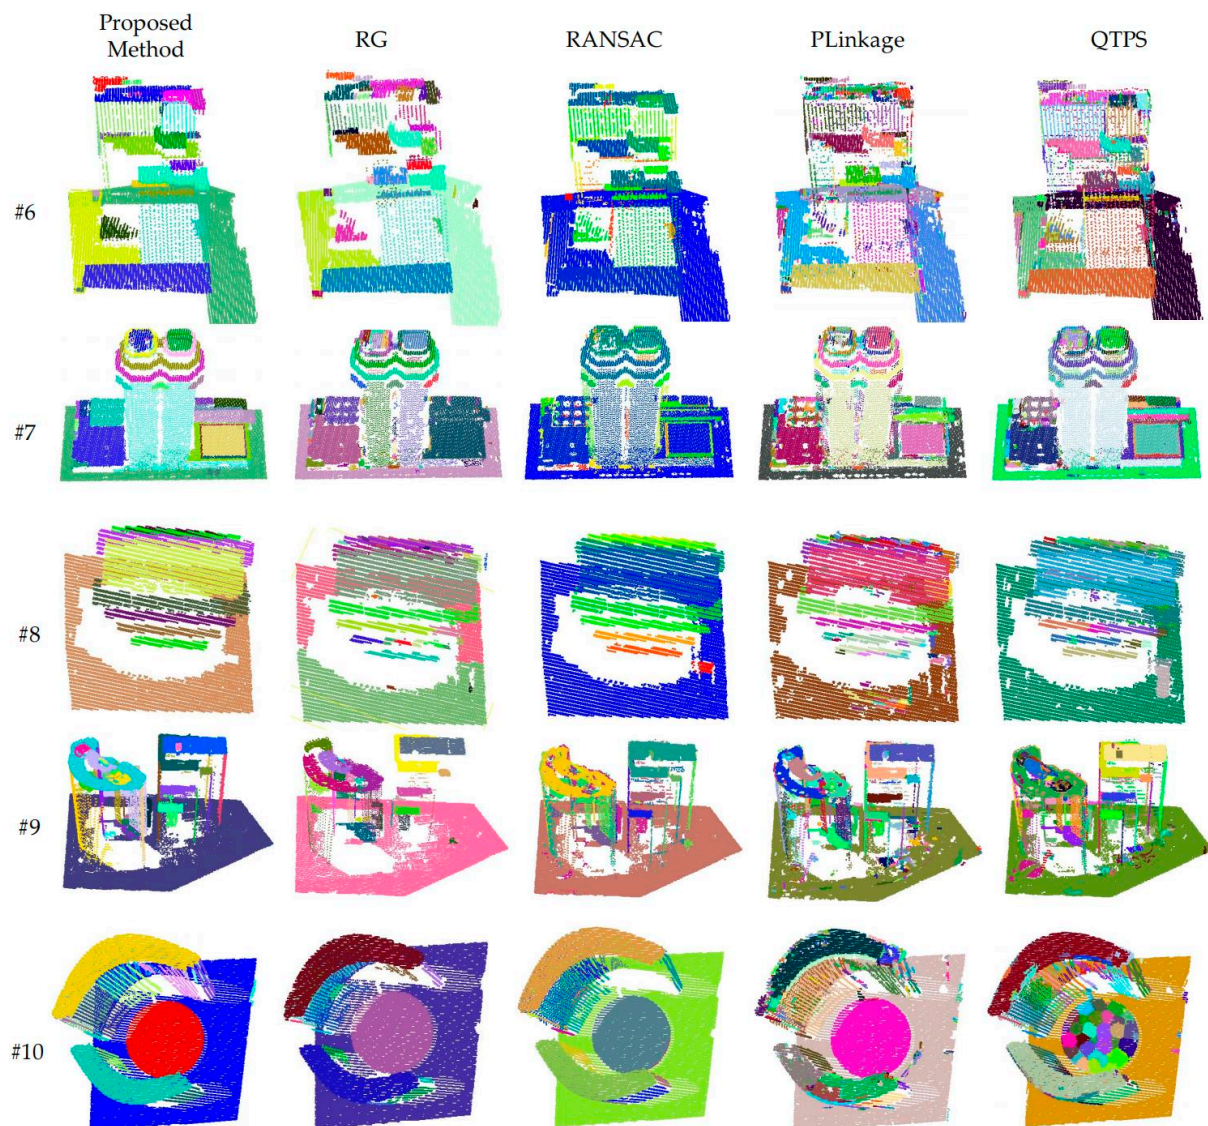 Proposed
Method
RG
RANSAC
PLinkage
QTPS
#6
#7
#8
#9
#10